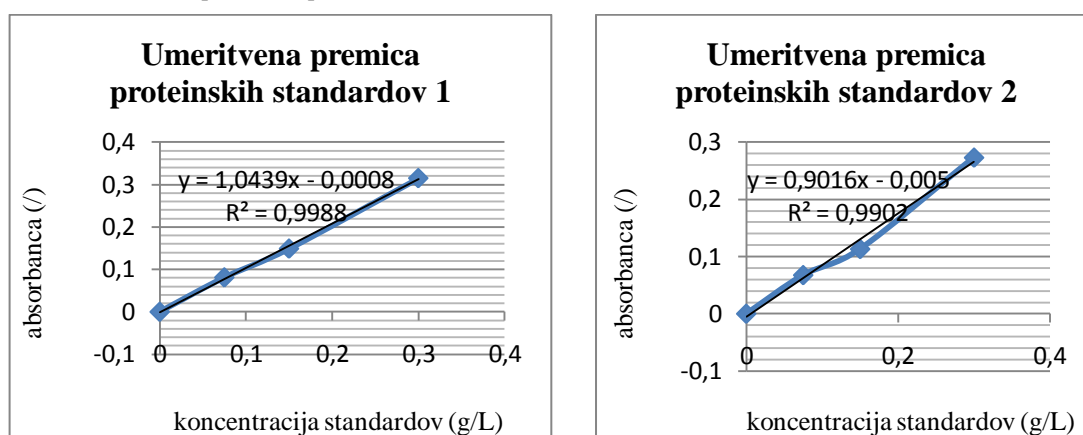 Umeritvena premica
proteinskih standardov 1
0,4
0,3
0,2
0,1
0
-0,1
y = 1,0439x - 0,0008
R² = 0,9988
0
0,1
0,2
0,3
0,4
absorbanca (/)
koncentracija standardov (g/L)
Umeritvena premica
proteinskih standardov 2
0,3
0,2
0,1
0
-0,1
y = 0,9016x - 0,005
R² = 0,9902
0
0,2
0,4
absorbanca (/)
koncentracija standardov (g/L)